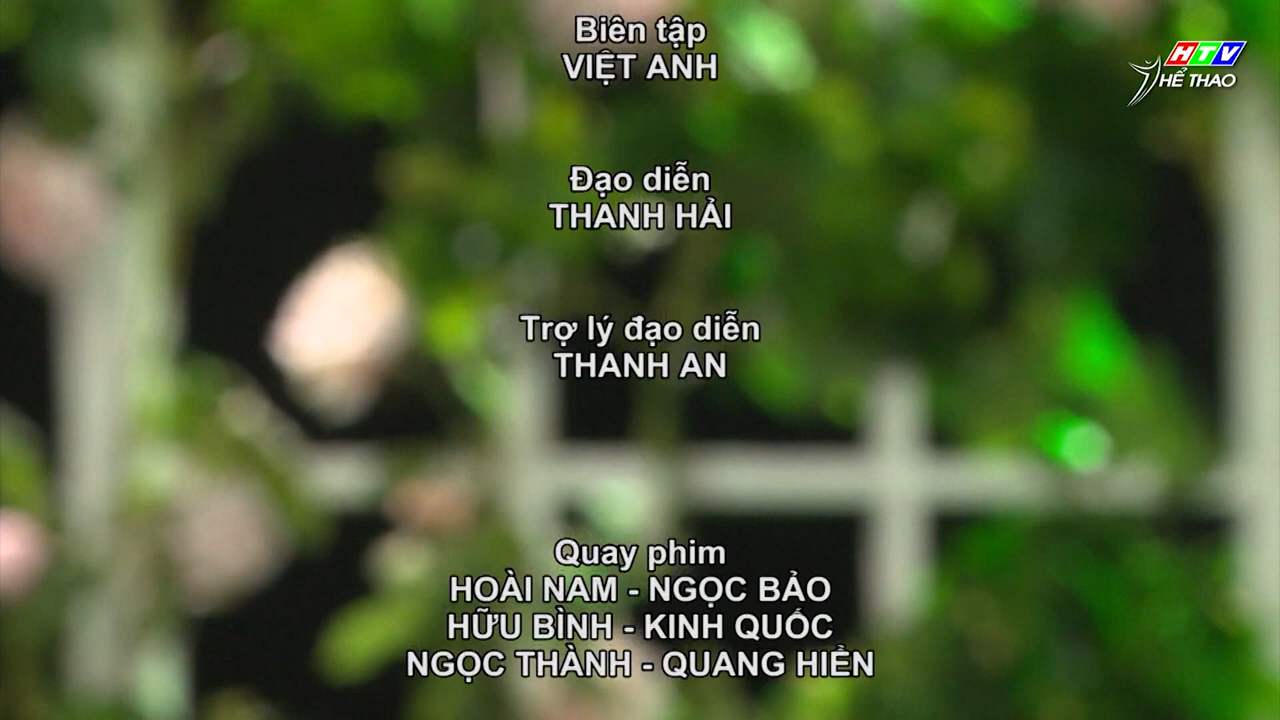 Biên tập
VIỆT ANH
HTV
THỂ THAO
Đạo diễn
THANH HẢI
Trợ lý đạo diễn
THANH AN
Quay phim
HOÀI NAM - NGỌC BẢO
HỮU BÌNH - KINH QUỐC
NGỌC THÀNH - QUANG HIỀN